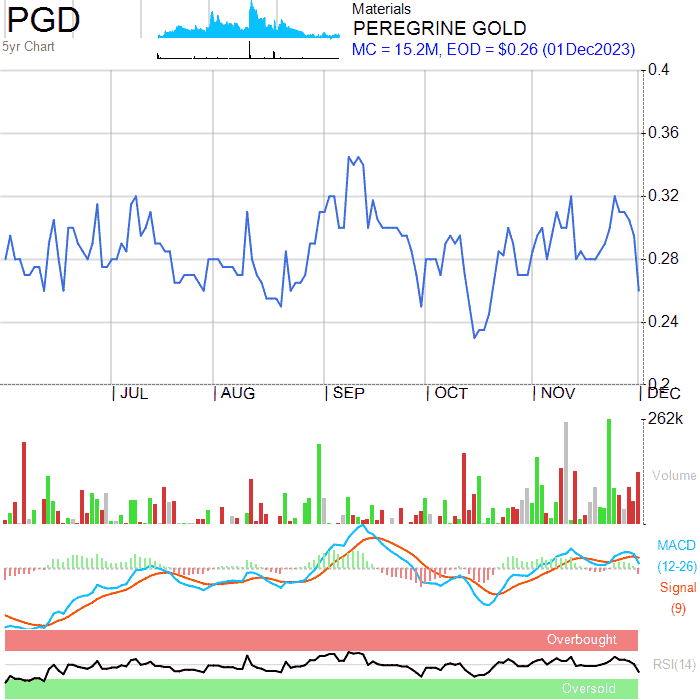 PGD
5yr Chart
Materials
PEREGRINE GOLD
MC = 15.2M, EOD = $0.26 (01Dec2023)
0.4
0.36
0.32
0.28
0.24
0.2
JUL AUG SEP OCT NOV DEC
262k
Volume
MACD
(12-26)
Signal
(9)
Overbought
RSI(14)
Oversold